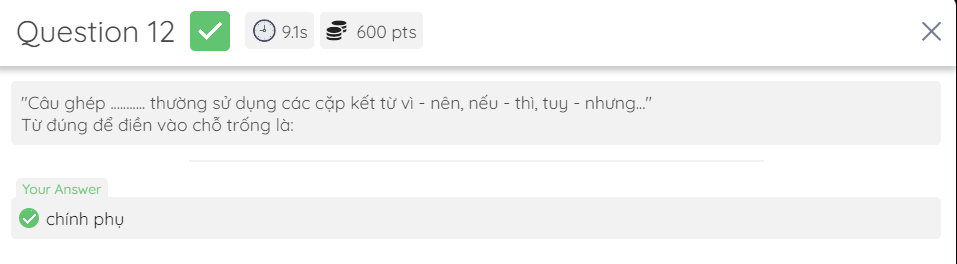 Question 12
9.1s
600 pts
"Câu ghép ........... thường sử dụng các cặp kết từ vì - nên, nếu - thì, tuy - nhưng..."
Từ đúng để điền vào chỗ trống là:
Your Answer
chính phụ